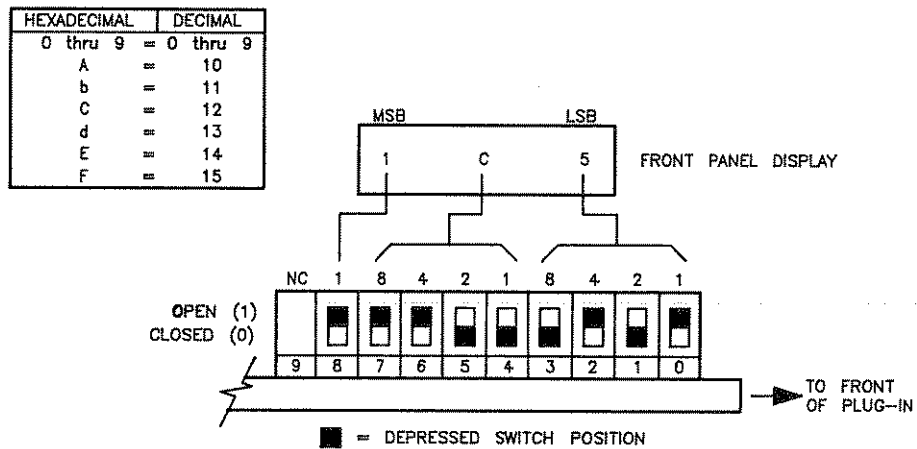 HEXADECIMAL DECIMAL
0 thru 9 = 0 thru 9
A = 10
b = 11
C = 12
d = 13
E = 14
F = 15
MSB LSB
1 C 5
FRONT PANEL DISPLAY
NC 1 8 4 2 1 8 4 2 1
OPEN (1)
CLOSED (0)
9 8 7 6 5 4 3 2 1 0
TO FRONT
OF PLUG-IN
= DEPRESSED SWITCH POSITION